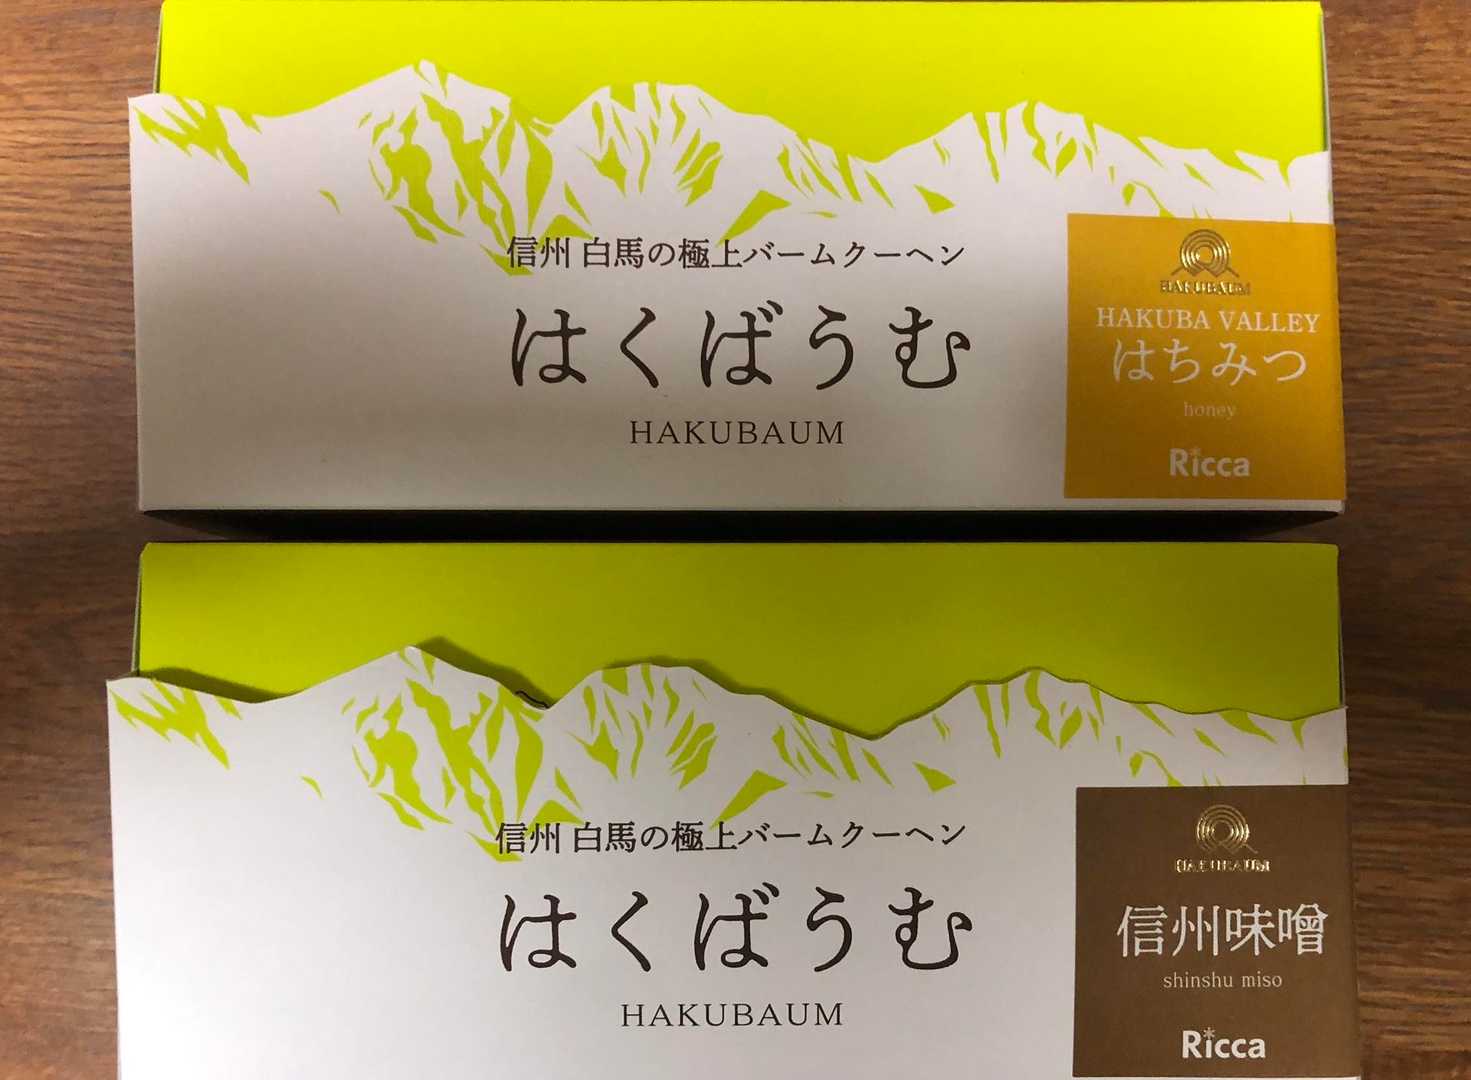 信州 白馬の極上バームクーヘン
はくばうむ
HAKUBAUM
HAKUBAUM
HAKUBA VALLEY
はちみつ
honey
Ricca
信州 白馬の極上バームクーヘン
はくばうむ
HAKUBAUM
HAKUBAUM
信州味噌
shinshu miso
Ricca